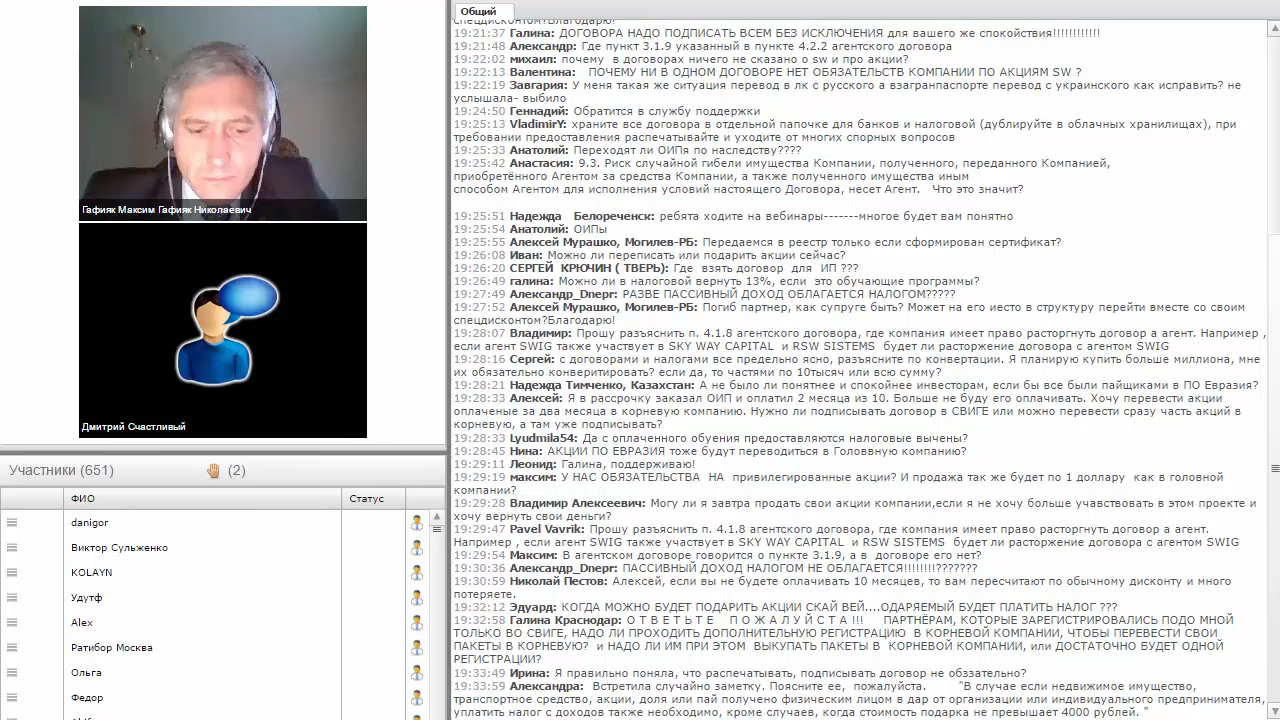 Общий
спецдисконтом?Благодарю!
19:21:37 Галина: ДОГОВОРА НАДО ПОДПИСАТЬ ВСЕМ БЕЗ ИСКЛЮЧЕНИЯ для вашего же спокойствия!!!!!!!!!!!!
19:21:48 Александр: Где пункт 3.1.9 указанный в пункте 4.2.2 агентского договора
19:22:02 михаил: почему в договорах ничего не сказано о sw и про акции?
19:22:13 Валентина: ПОЧЕМУ НИ В ОДНОМ ДОГОВОРЕ НЕТ ОБЯЗАТЕЛЬСТВ КОМПАНИИ ПО АКЦИЯМ SW ?
19:22:19 Завгария: У меня такая же ситуация перевод в лк с русского а взагранпаспорте перевод с украинского как исправить? не
услышала- выбило
19:24:50 Геннадий: Обратится в службу поддержки
19:25:13 VladimirY: храните все договора в отдельной папочке для банков и налоговой (дублируйте в облачных хранилищах), при
требовании предоставления распечатывайте и уходите от многих спорных вопросов
19:25:33 Анатолий: Переходят ли ОИПя по наследству????
19:25:42 Анастасия: 9.3. Риск случайной гибели имущества Компании, полученного, переданного Компанией,
приобретённого Агентом за средства Компании, а также полученного имущества иным
способом Агентом для исполнения условий настоящего Договора, несет Агент. Что это значит?
19:25:51 Надежда Белореченск: ребята ходите на вебинары-------многое будет вам понятно
19:25:54 Анатолий: ОИПы
19:25:55 Алексей Мурашко, Могилев-РБ: Передаемся в реестр только если сформирован сертификат?
19:26:08 Иван: Можно ли переписать или подарить акции сейчас?
19:26:20 СЕРГЕЙ КРЮЧИН ( ТВЕРЬ): Где взять договор для ИП ???
19:26:49 галина: Можно ли в налоговой вернуть 13%, если это обучающие программы?
19:27:49 Александр_Dnepr: РАЗВЕ ПАССИВНЫЙ ДОХОД ОБЛАГАЕТСЯ НАЛОГОМ?????
19:27:52 Алексей Мурашко, Могилев-РБ: Погиб партнер, как супруге быть? Может на его иесто в структуру перейти вместе со своим
спецдисконтом?Благодарю!
19:28:07 Владимир: Прошу разъяснить п. 4.1.8 агентского договора, где компания имеет право расторгнуть договор а агент. Например ,
если агент SWIG также участвует в SKY WAY CAPITAL и RSW SISTEMS будет ли расторжение договора с агентом SWIG
19:28:16 Сергей: с договорами и налогами все предельно ясно, разъясните по конвертации. Я планирую купить больше миллиона, мне
их обязательно конверитировать? если да, то частями по 10тысяч или всю сумму?
19:28:21 Надежда Тимченко, Казахстан: А не было ли понятнее и спокойнее инвесторам, если бы все были пайщиками в ПО Евразия?
19:28:33 Алексей: Я в рассрочку заказал ОИП и оплатил 2 месяца из 10. Больше не буду его оплачивать. Хочу перевести акции
оплаченые за два месяца в корневую компанию. Нужно ли подписывать договор в СВИГЕ или можно перевести сразу часть акций в
корневую, а там уже подписывать?
19:28:33 Lyudmila54: Да с оплаченного обуения предоставляются налоговые вычены?
19:28:45 Нина: АКЦИИ ПО ЕВРАЗИЯ тоже будут переводиться в Головвную компанию?
19:29:11 Леонид: Галина, поддерживаю!
19:29:19 максим: У НАС ОБЯЗАТЕЛЬСТВА НА привилегированные акции? И продажа так же будет по 1 доллару как в головной
компании?
19:29:28 Владимир Алексеевич: Могу ли я завтра продать свои акции компании,если я не хочу больше учавствовать в этом проекте и
хочу вернуть свои деньги?
19:29:47 Pavel Vavrik: Прошу разъяснить п. 4.1.8 агентского договора, где компания имеет право расторгнуть договор а агент.
Например , если агент SWIG также участвует в SKY WAY CAPITAL и RSW SISTEMS будет ли расторжение договора с агентом SWIG
19:29:54 Максим: В агентском договоре говорится о пункте 3.1.9, а в договоре его нет?
19:30:36 Александр_Dnepr: ПАССИВНЫЙ ДОХОД НАЛОГОМ НЕ ОБЛАГАЕТСЯ!!!!!!!!???????
19:30:59 Николай Пестов: Алексей, если вы не будете оплачивать 10 месяцев, то вам пересчитают по обычному дисконту и много
потеряете.
19:32:12 Эдуард: КОГДА МОЖНО БУДЕТ ПОДАРИТЬ АКЦИИ СКАЙ ВЕЙ....ОДАРЯЕМЫЙ БУДЕТ ПЛАТИТЬ НАЛОГ ???
19:32:58 Галина Краснодар: О Т В Е Т Ь Т Е П О Ж А Л У Й С Т А !!! ПАРТНЁРАМ, КОТОРЫЕ ЗАРЕГИСТРИРОВАЛИСЬ ПОДО МНОЙ
ТОЛЬКО ВО СВИГЕ, НАДО ЛИ ПРОХОДИТЬ ДОПОЛНИТЕЛЬНУЮ РЕГИСТРАЦИЮ В КОРНЕВОЙ КОМПАНИИ, ЧТОБЫ ПЕРЕВЕСТИ СВОИ
ПАКЕТЫ В КОРНЕВУЮ? и НАДО ЛИ ИМ ПРИ ЭТОМ ВЫКУПАТЬ ПАКЕТЫ В КОРНЕВОЙ КОМПАНИИ, или ДОСТАТОЧНО БУДЕТ ОДНОЙ
РЕГИСТРАЦИИ?
19:33:49 Ирина: Я правильно поняла, что распечатывать, подписывать договор не обззательно?
19:33:59 Александра: Встретила случайно заметку. Поясните ее, пожалуйста. "В случае если недвижимое имущество,
транспортное средство, акции, доля или пай получено физическим лицом в дар от организации или индивидуального предпринимателя,
уплатить налог с доходов также необходимо, кроме случаев, когда стоимость подарка не превышает 4000 рублей. "
Гафияк Максим Гафияк Николаевич
Дмитрий Счастливый
Участники (651) (2)
ФИО Статус
danigor
Виктор Сульженко
KOLAYN
Удутф
Alex
Ратибор Москва
Ольга
Федор